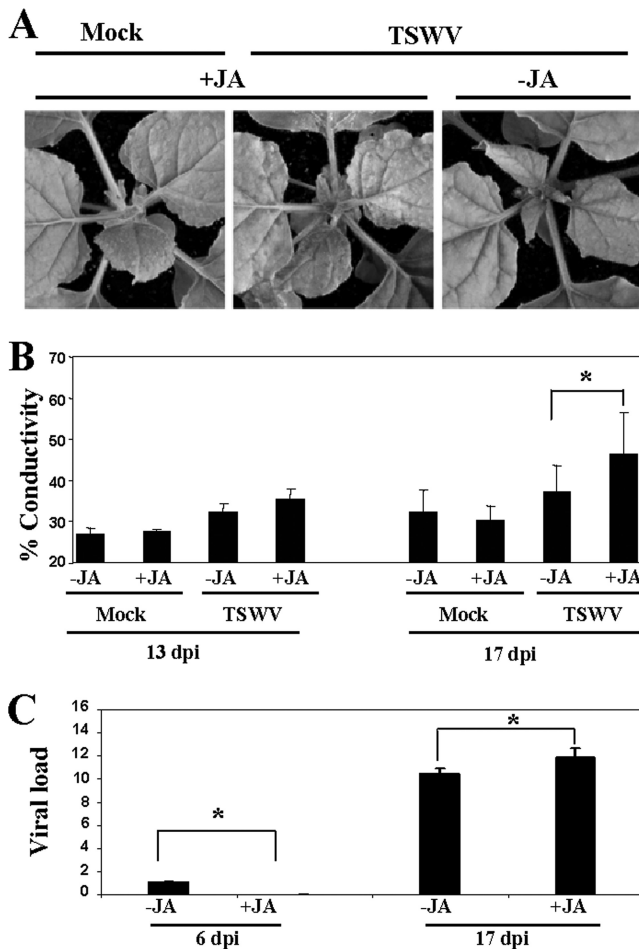 A
Mock TSWV
+JA -JA
B
% Conductivity
70
60
50
40
30
20
* 
-JA +JA -JA +JA -JA +JA -JA +JA
Mock TSWV Mock TSWV
13 dpi 17 dpi
C
Viral load
16
14
12
10
8
6
4
2
0
* *
-JA +JA -JA +JA
6 dpi 17 dpi